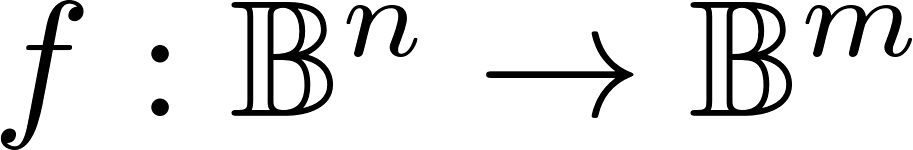 f : 𝔹ⁿ → 𝔹ᵐ